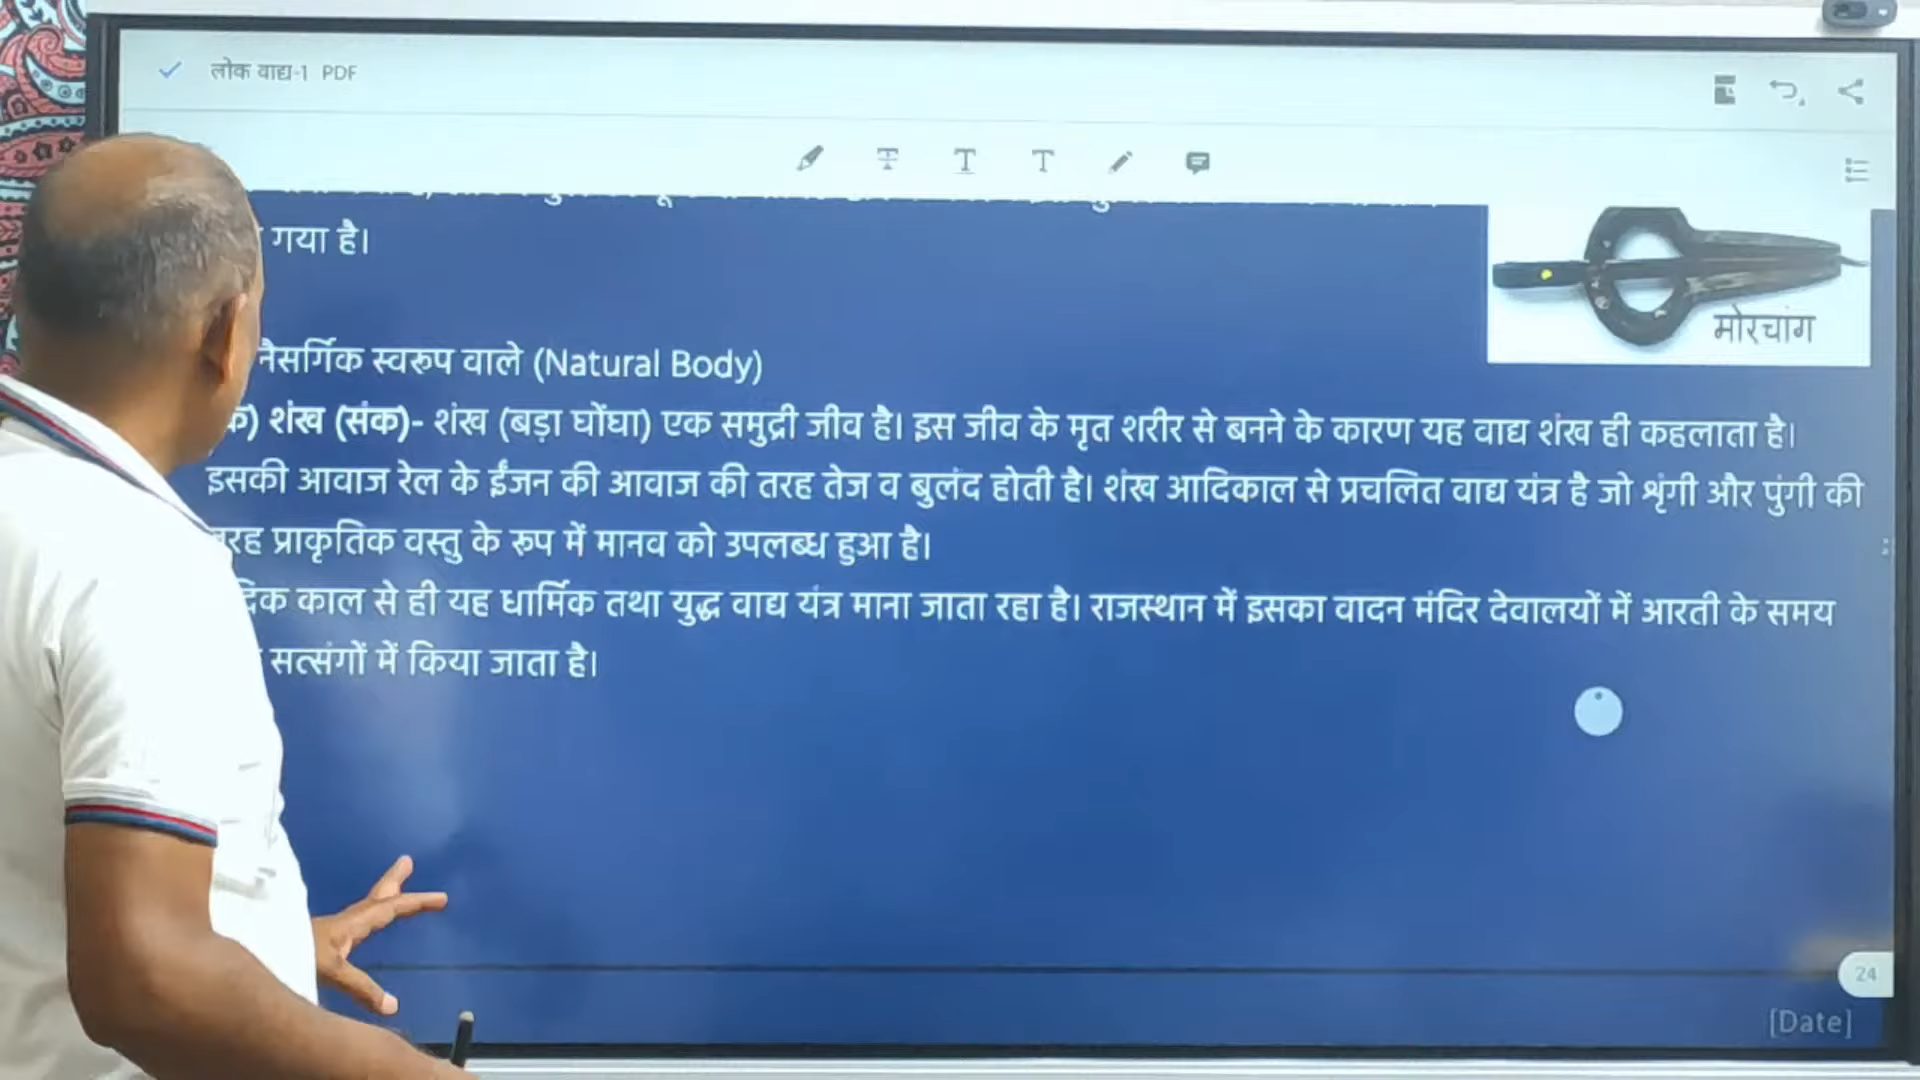 लोक वाद्य-1 PDF
गया है।
मोरचांग
नैसर्गिक स्वरूप वाले (Natural Body)
क) शंख (संक)- शंख (बड़ा घोंघा) एक समुद्री जीव है। इस जीव के मृत शरीर से बनने के कारण यह वाद्य शंख ही कहलाता है।
इसकी आवाज रेल के ईंजन की आवाज की तरह तेज व बुलंद होती है। शंख आदिकाल से प्रचलित वाद्य यंत्र है जो शृंगी और पुंगी की
तरह प्राकृतिक वस्तु के रूप में मानव को उपलब्ध हुआ है।
काल से ही यह धार्मिक तथा युद्ध वाद्य यंत्र माना जाता रहा है। राजस्थान में इसका वादन मंदिर देवालयों में आरती के समय
सत्संगों में किया जाता है।
24
[Date]